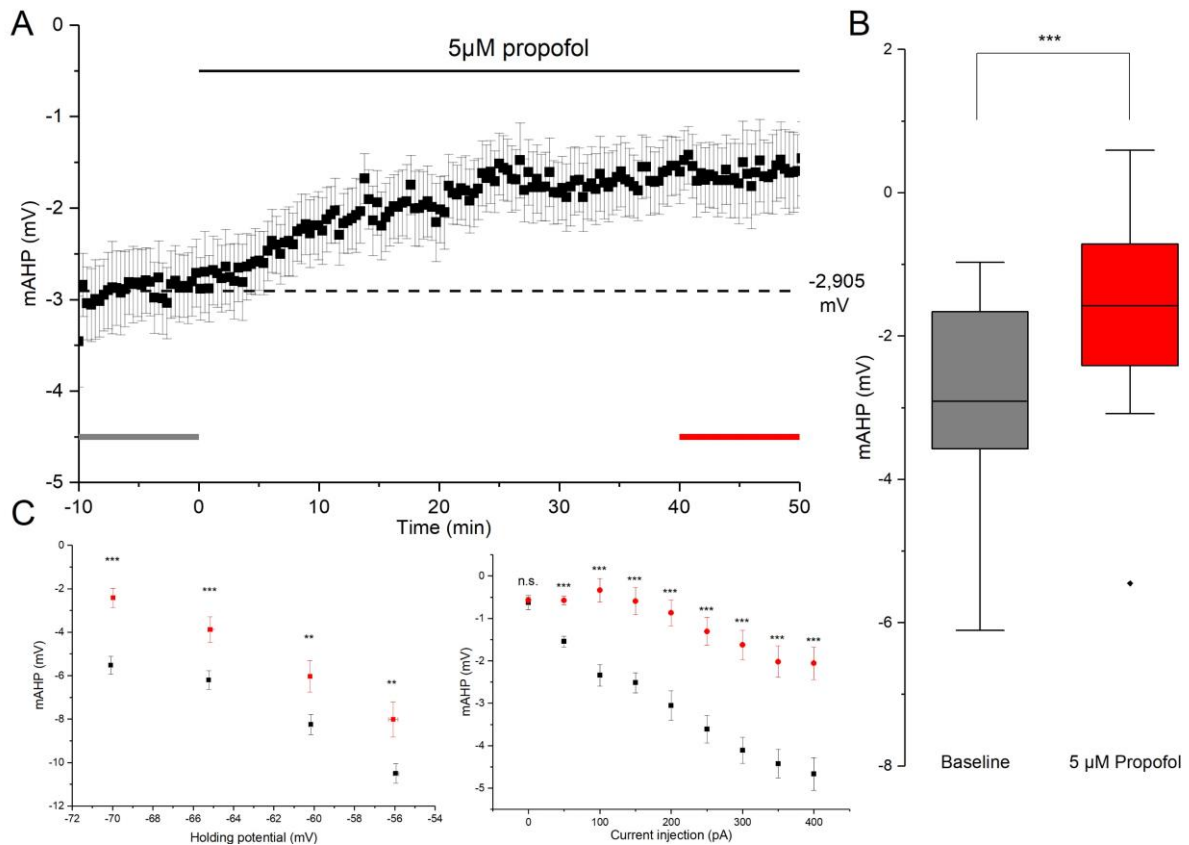 A
5µM propofol
0
-1
-2
-3
-4
-5
mAHP (mV)
-2,905
mV
-10 0 10 20 30 40 50
Time (min)
B
***
2
0
-2
-4
-6
-8
mAHP (mV)
Baseline 5 µM Propofol
C
0
-2
-4
-6
-8
-10
-12
mAHP (mV)
*** *** ** **
-72 -70 -68 -66 -64 -62 -60 -58 -56 -54
Holding potential (mV)
0
-1
-2
-3
-4
-5
mAHP (mV)
n.s. *** *** *** *** *** *** *** ***
0 100 200 300 400
Current injection (pA)